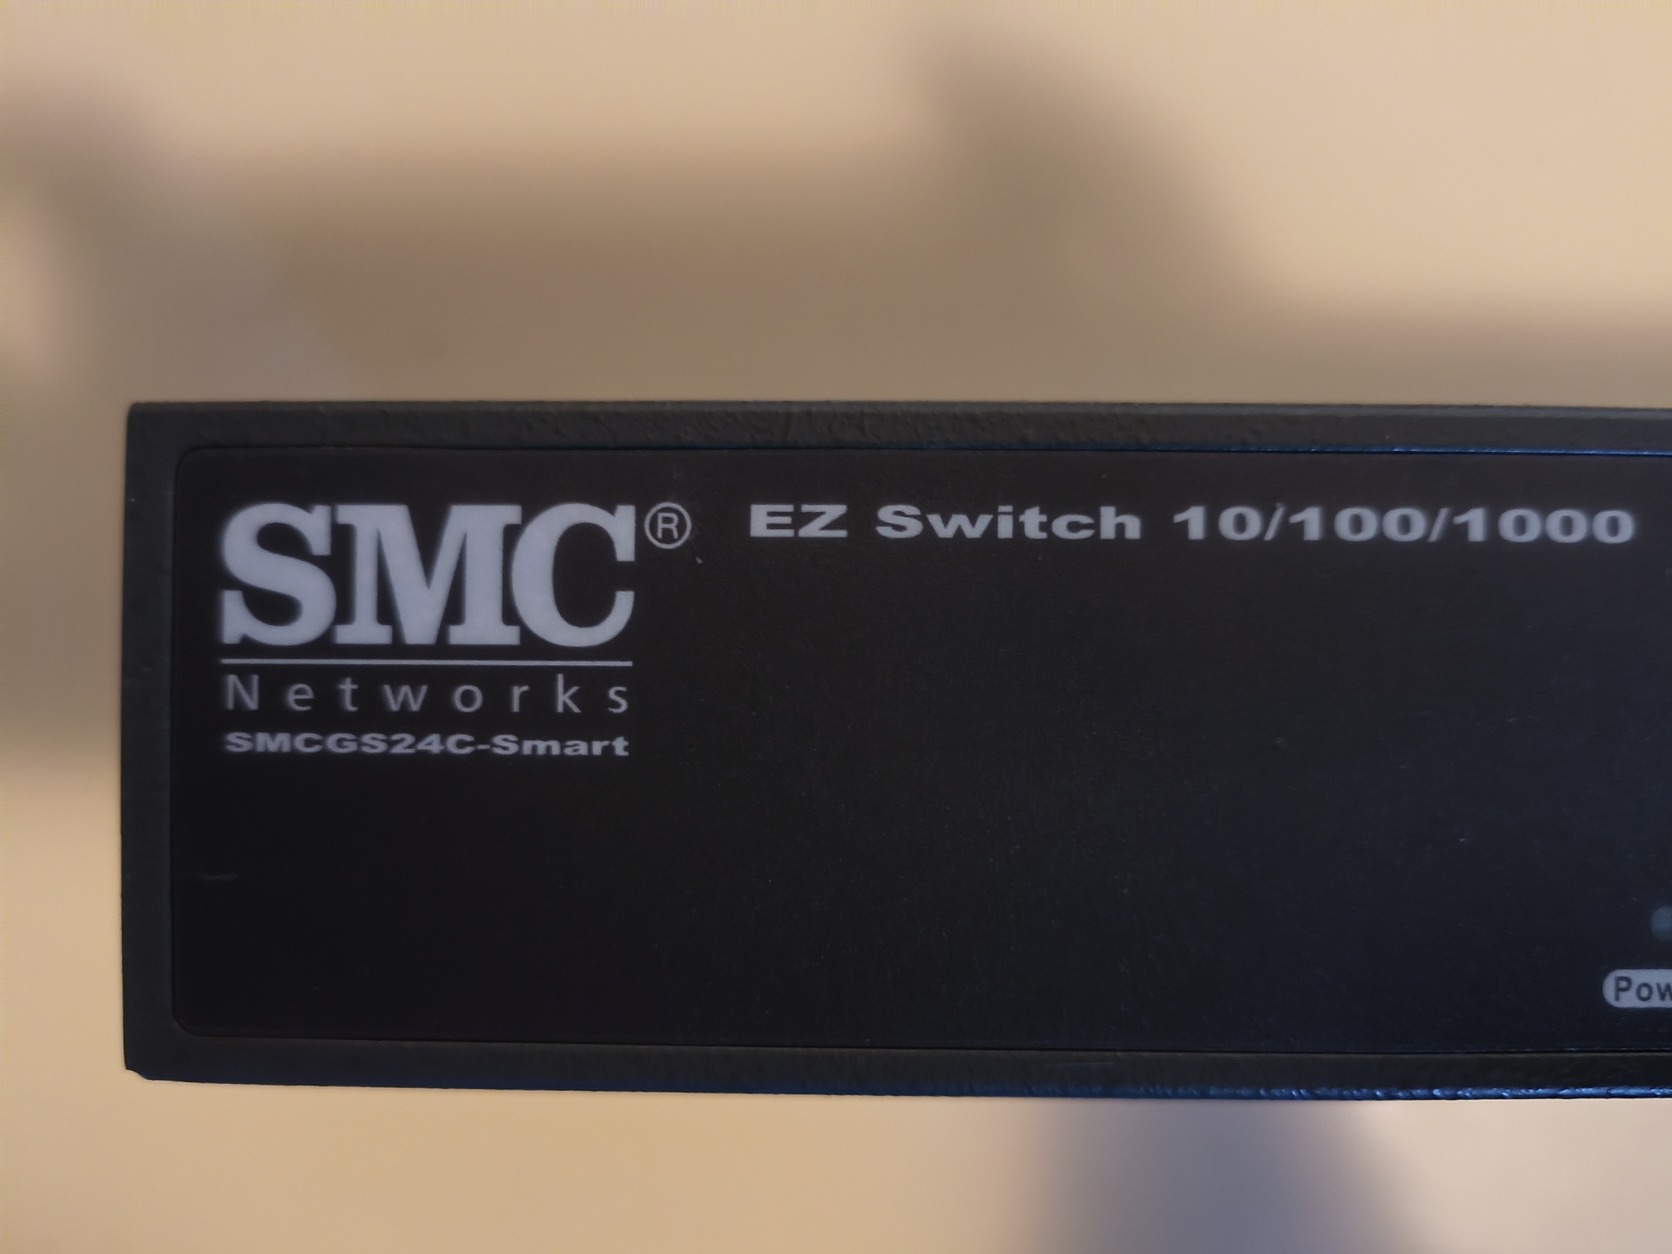 SMC® EZ Switch 10/100/1000
Networks
SMCGS24C-Smart